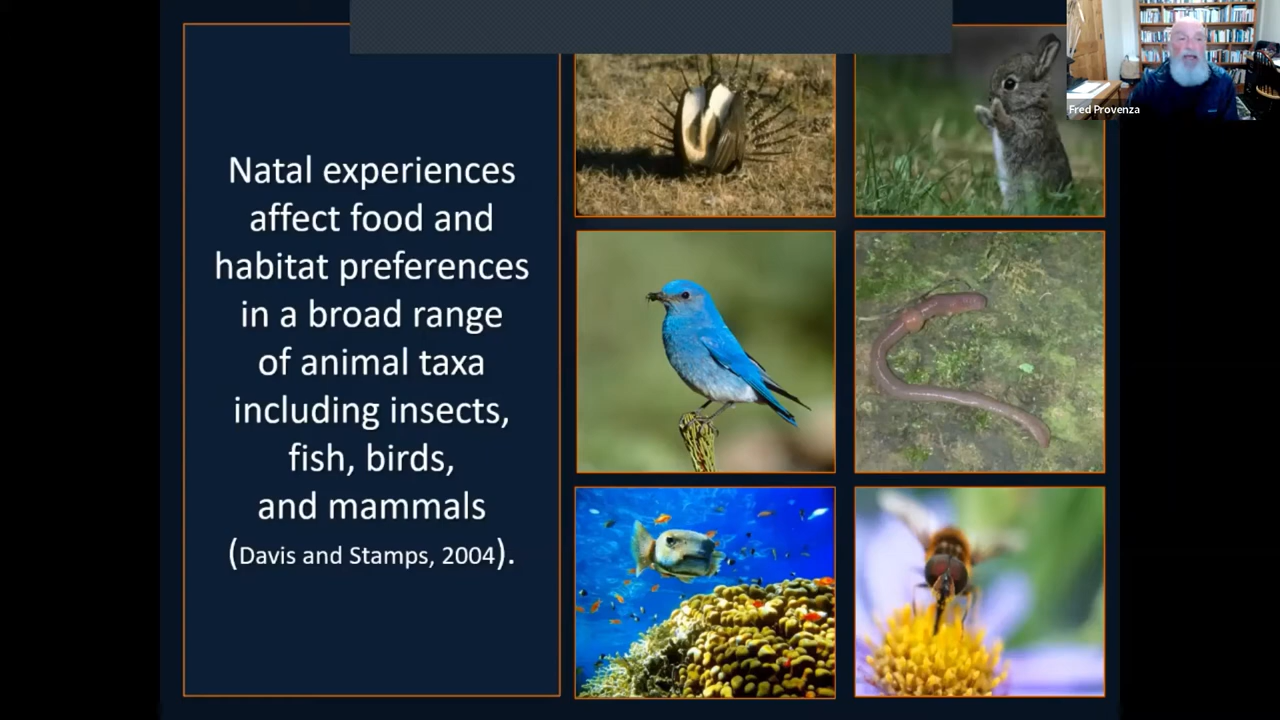 Natal experiences
affect food and
habitat preferences
in a broad range
of animal taxa
including insects,
fish, birds,
and mammals
(Davis and Stamps, 2004).
Fred Provenza